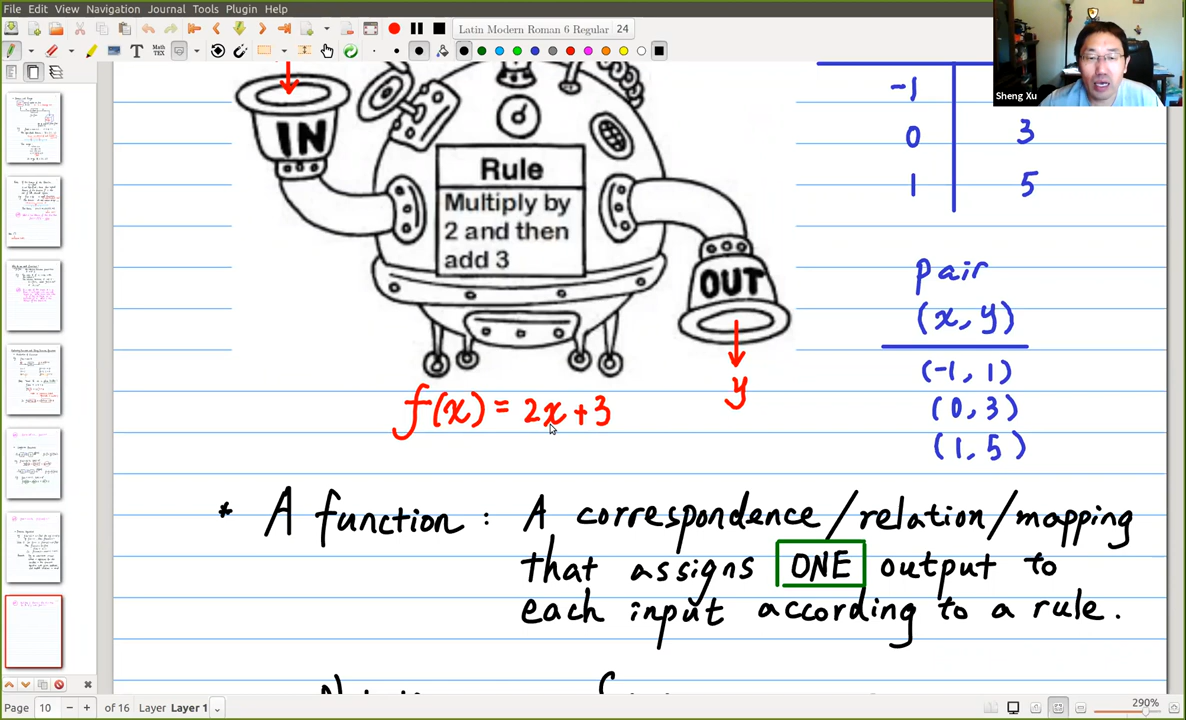 File Edit View Navigation Journal Tools Plugin Help
Latin Modern Roman 6 Regular 24
Sheng Xu
IN
Rule
Multiply by
2 and then
add 3
OUT
y
f(x) = 2x+3
-1
0 3
1 5
pair
(x, y)
(-1, 1)
(0, 3)
(1, 5)
* A function : A correspondence/relation/mapping
that assigns ONE output to
each input according to a rule.
Page 10 of 16 Layer Layer 1
290%